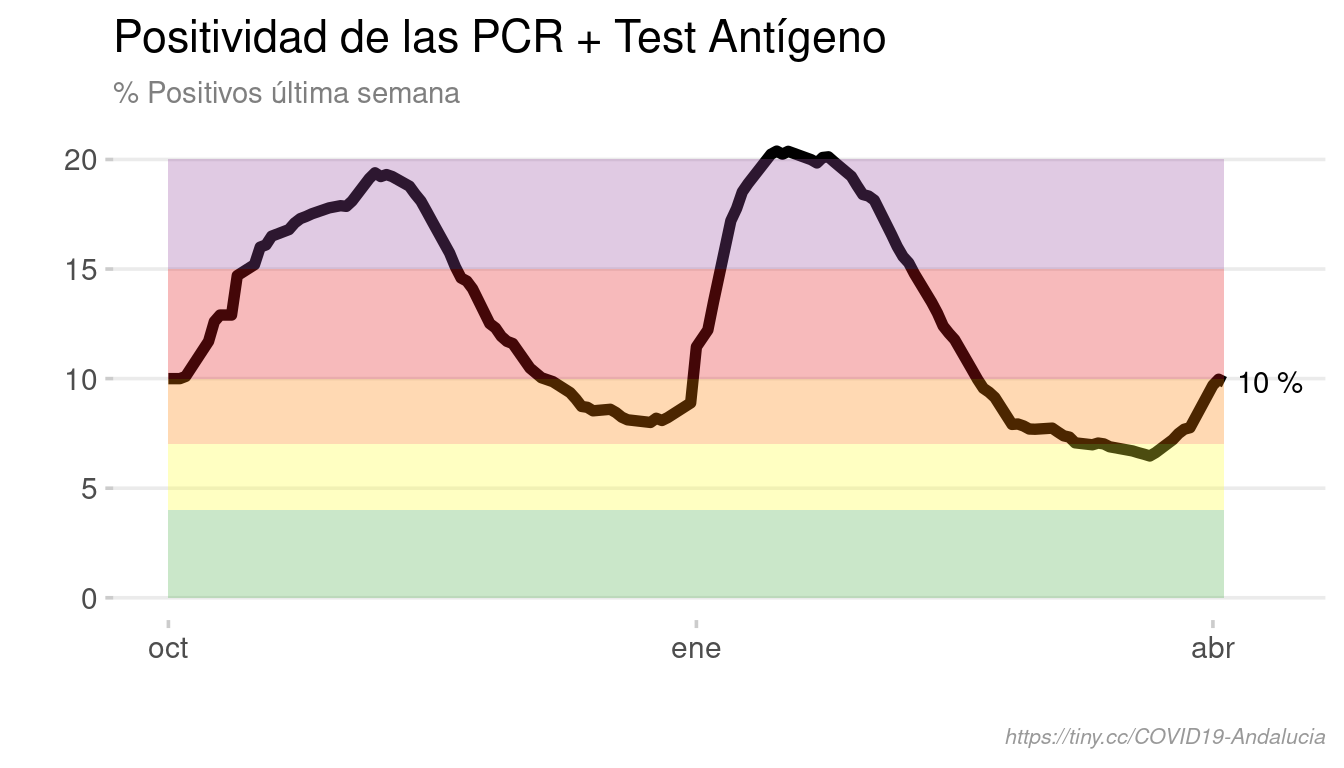 Positividad de las PCR + Test Antígeno
% Positivos última semana
20
15
10
5
0
10 %
oct ene abr
https://tiny.cc/COVID19-Andalucia